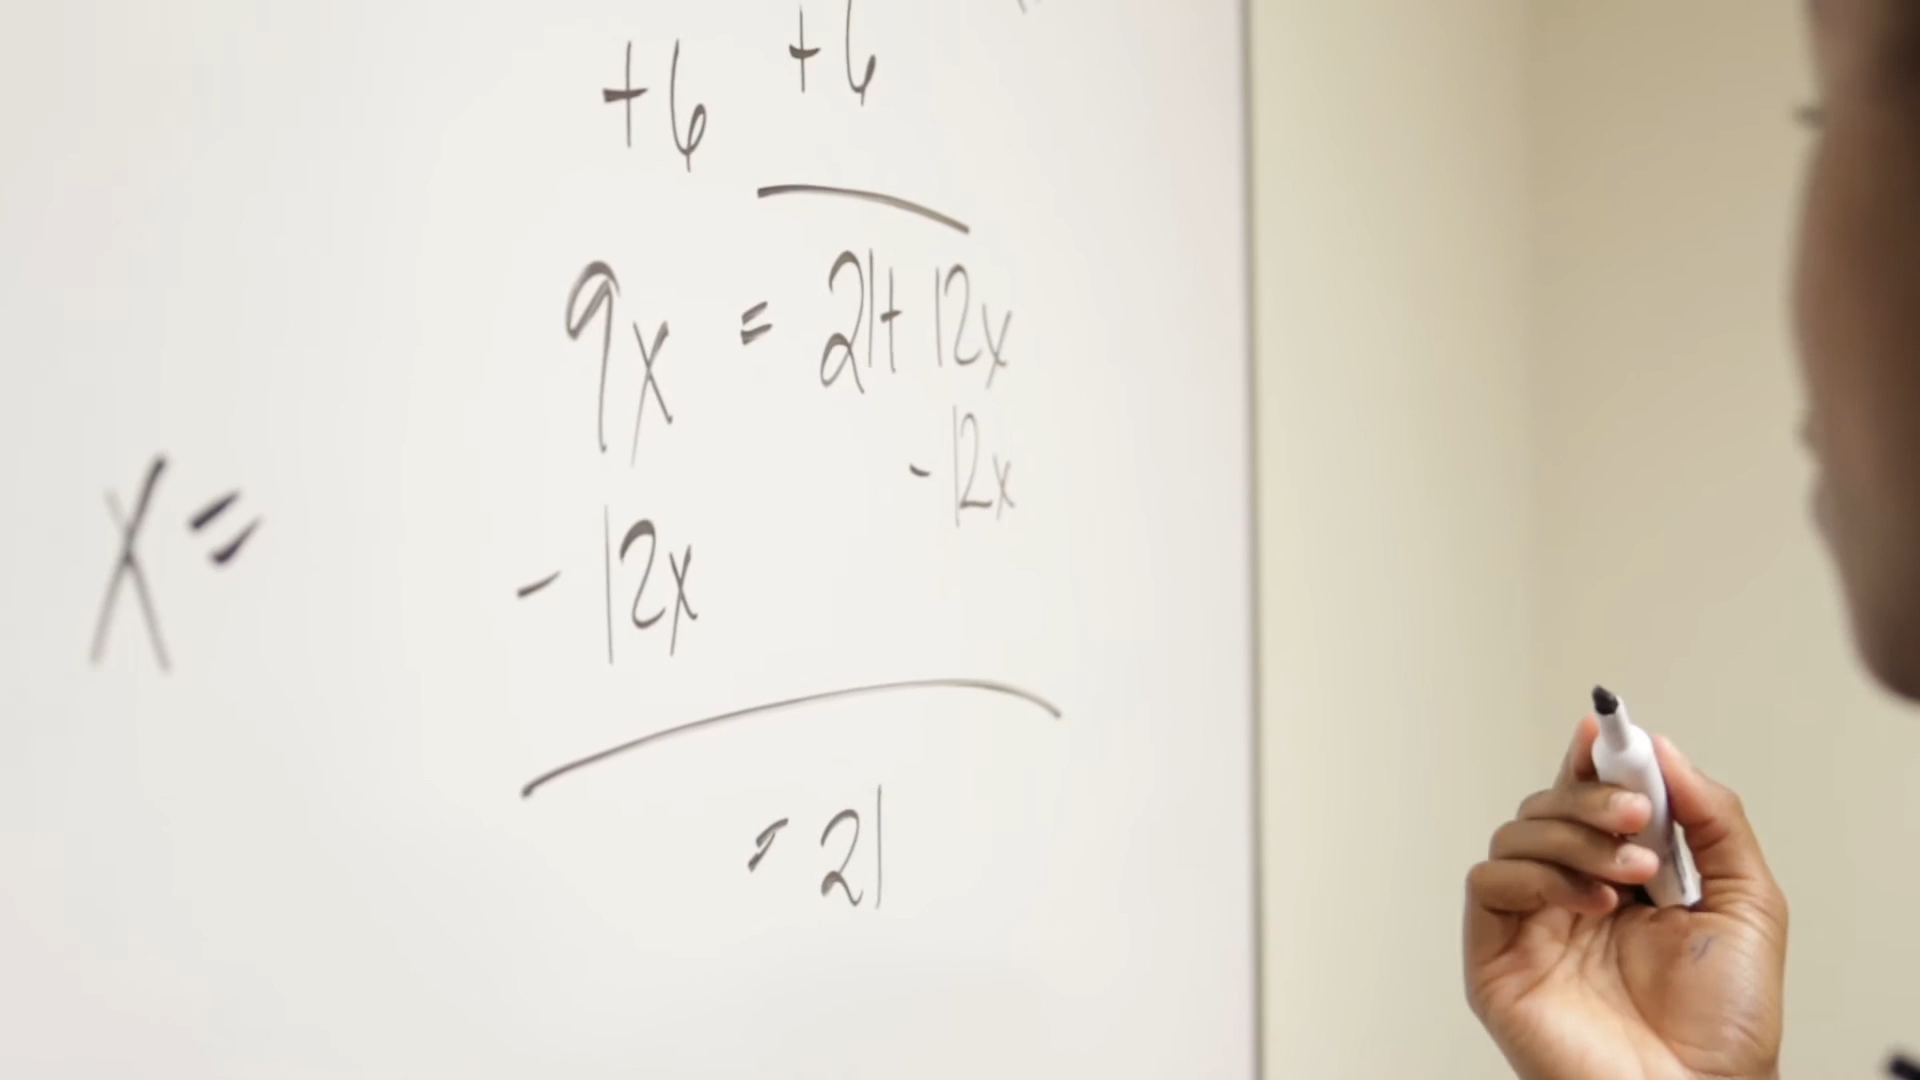 +6 +6
9x = 21+ 12x
- 12x - 12x
x =
= 21